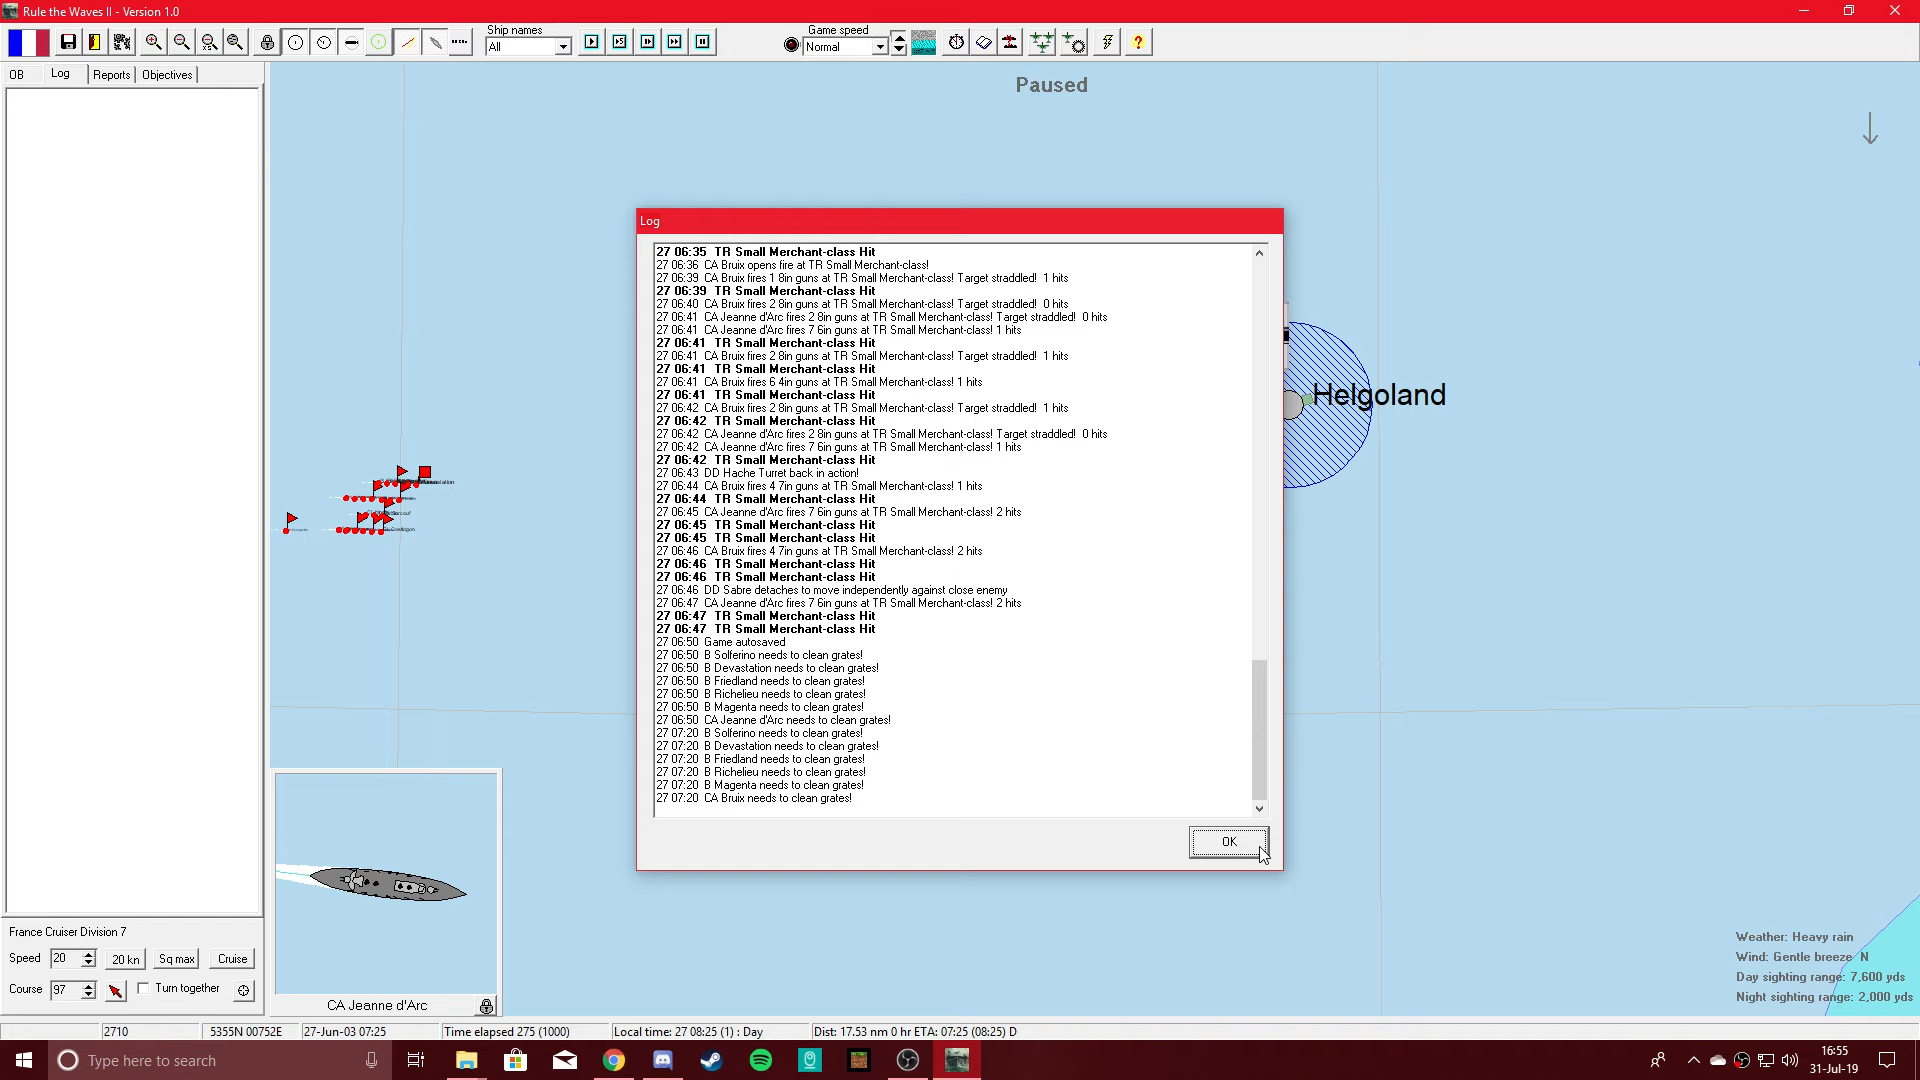 Rule the Waves II - Version 1.0
Ship names
All
Game speed
Normal
OB
Log
Reports
Objectives
Paused
Log
27 06:35 TR Small Merchant-class Hit
27 06:36 CA Bruix opens fire at TR Small Merchant-class!
27 06:39 CA Bruix fires 1 8in guns at TR Small Merchant-class! Target straddled! 1 hits
27 06:39 TR Small Merchant-class Hit
27 06:40 CA Bruix fires 2 8in guns at TR Small Merchant-class! Target straddled! 0 hits
27 06:41 CA Jeanne d'Arc fires 2 8in guns at TR Small Merchant-class! Target straddled! 0 hits
27 06:41 CA Jeanne d'Arc fires 7 6in guns at TR Small Merchant-class! 1 hits
27 06:41 TR Small Merchant-class Hit
27 06:41 CA Bruix fires 2 8in guns at TR Small Merchant-class! Target straddled! 1 hits
27 06:41 TR Small Merchant-class Hit
27 06:41 CA Bruix fires 6 4in guns at TR Small Merchant-class! 1 hits
27 06:41 TR Small Merchant-class Hit
27 06:42 CA Bruix fires 2 8in guns at TR Small Merchant-class! Target straddled! 1 hits
27 06:42 TR Small Merchant-class Hit
27 06:42 CA Jeanne d'Arc fires 2 8in guns at TR Small Merchant-class! Target straddled! 0 hits
27 06:42 CA Jeanne d'Arc fires 7 6in guns at TR Small Merchant-class! 1 hits
27 06:42 TR Small Merchant-class Hit
27 06:43 DD Hache Turret back in action!
27 06:44 CA Bruix fires 4 7in guns at TR Small Merchant-class! 1 hits
27 06:44 TR Small Merchant-class Hit
27 06:45 CA Jeanne d'Arc fires 7 6in guns at TR Small Merchant-class! 2 hits
27 06:45 TR Small Merchant-class Hit
27 06:45 TR Small Merchant-class Hit
27 06:46 CA Bruix fires 4 7in guns at TR Small Merchant-class! 2 hits
27 06:46 TR Small Merchant-class Hit
27 06:46 TR Small Merchant-class Hit
27 06:46 DD Sabre detaches to move independently against close enemy
27 06:47 CA Jeanne d'Arc fires 7 6in guns at TR Small Merchant-class! 2 hits
27 06:47 TR Small Merchant-class Hit
27 06:47 TR Small Merchant-class Hit
27 06:50 Game autosaved
27 06:50 B Solferino needs to clean grates!
27 06:50 B Devastation needs to clean grates!
27 06:50 B Friedland needs to clean grates!
27 06:50 B Richelieu needs to clean grates!
27 06:50 B Magenta needs to clean grates!
27 06:50 CA Jeanne d'Arc needs to clean grates!
27 07:20 B Solferino needs to clean grates!
27 07:20 B Devastation needs to clean grates!
27 07:20 B Friedland needs to clean grates!
27 07:20 B Richelieu needs to clean grates!
27 07:20 B Magenta needs to clean grates!
27 07:20 CA Bruix needs to clean grates!
OK
Helgoland
France Cruiser Division 7
Speed
20
20 kn
Sq max
Cruise
Course
97
Turn together
CA Jeanne d'Arc
Weather: Heavy rain
Wind: Gentle breeze N
Day sighting range: 7,600 yds
Night sighting range: 2,000 yds
2710
5355N 00752E
27-Jun-03 07:25
Time elapsed 275 (1000)
Local time: 27 08:25 (1) : Day
Dist: 17.53 nm 0 hr ETA: 07:25 (08:25) D
Type here to search
16:55
31-Jul-19